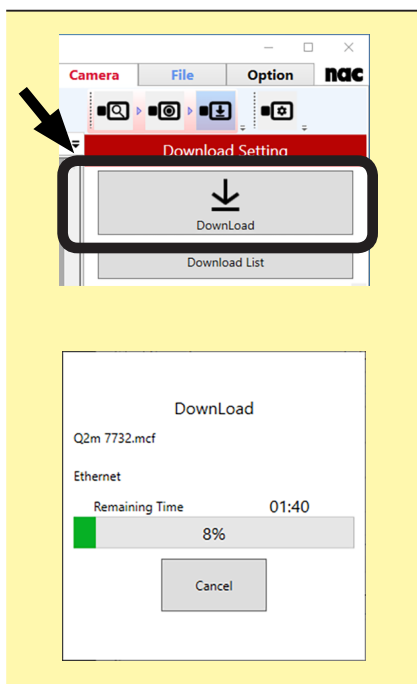 Camera File Option nac
Download Setting
DownLoad
Download List
DownLoad
Q2m 7732.mcf
Ethernet
Remaining Time 01:40
8%
Cancel